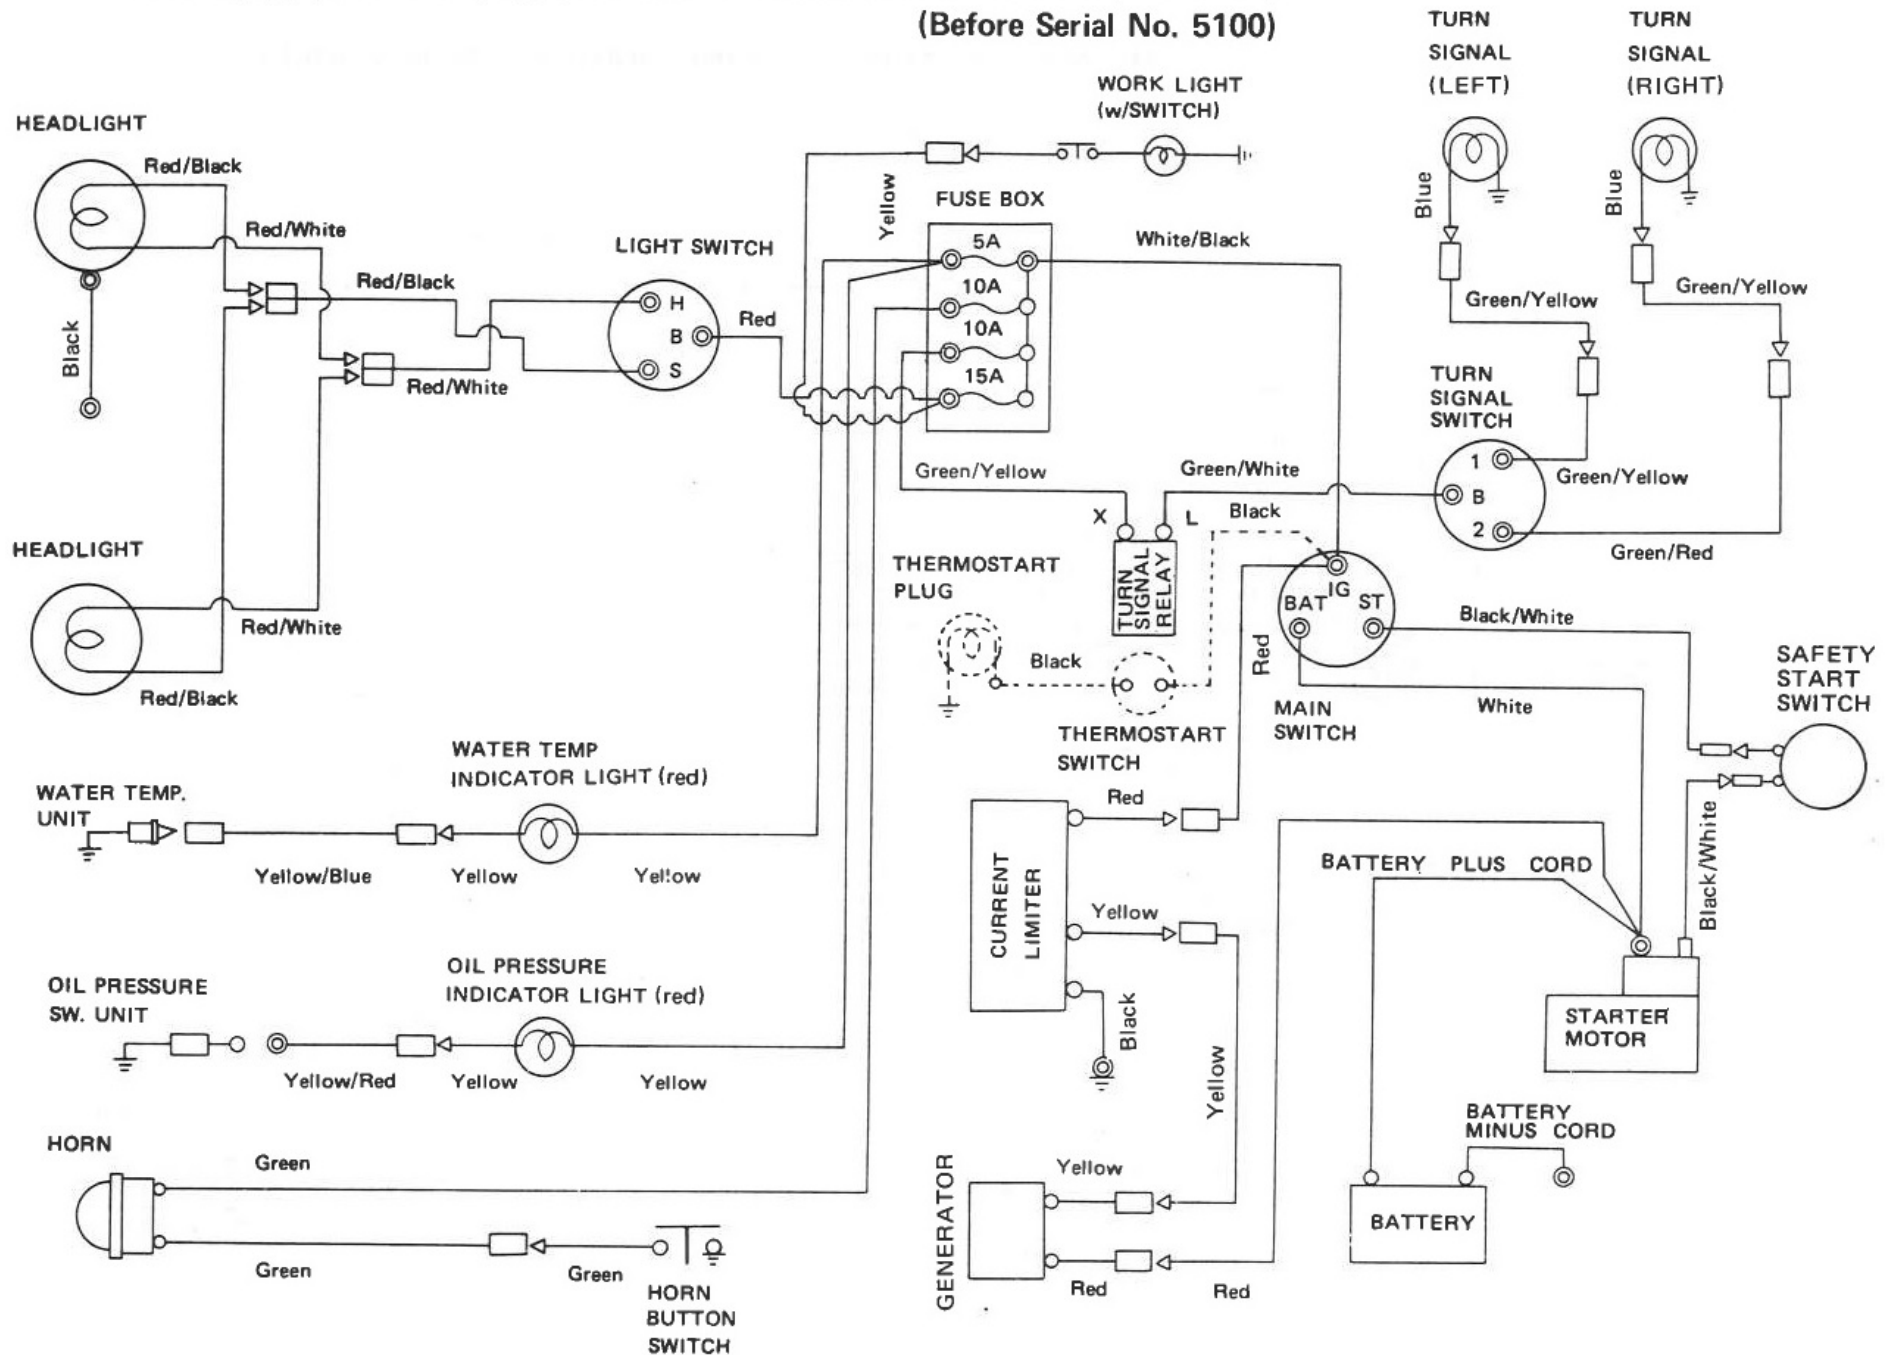 (Before Serial No. 5100)
TURN
SIGNAL
(LEFT)
TURN
SIGNAL
(RIGHT)
WORK LIGHT
(w/SWITCH)
HEADLIGHT
Red/Black
Red/White
Black
Red/Black
Red/White
LIGHT SWITCH
H
B
S
Red
Yellow
FUSE BOX
5A
10A
10A
15A
White/Black
Blue
Blue
Green/Yellow
Green/Yellow
TURN
SIGNAL
SWITCH
1
B
2
Green/Yellow
Green/Red
Green/Yellow
Green/White
Black
X
L
TURN
SIGNAL
RELAY
HEADLIGHT
Red/White
Red/Black
THERMOSTART
PLUG
Black
THERMOSTART
SWITCH
Red
IG
BAT
ST
MAIN
SWITCH
Black/White
White
SAFETY
START
SWITCH
WATER TEMP
INDICATOR LIGHT (red)
WATER TEMP.
UNIT
Yellow/Blue
Yellow
Yellow
Red
CURRENT
LIMITER
Yellow
Black
Yellow
BATTERY PLUS CORD
Black/White
OIL PRESSURE
INDICATOR LIGHT (red)
OIL PRESSURE
SW. UNIT
Yellow/Red
Yellow
Yellow
STARTER
MOTOR
HORN
Green
Green
Green
HORN
BUTTON
SWITCH
GENERATOR
Yellow
Red
Red
BATTERY
MINUS CORD
BATTERY